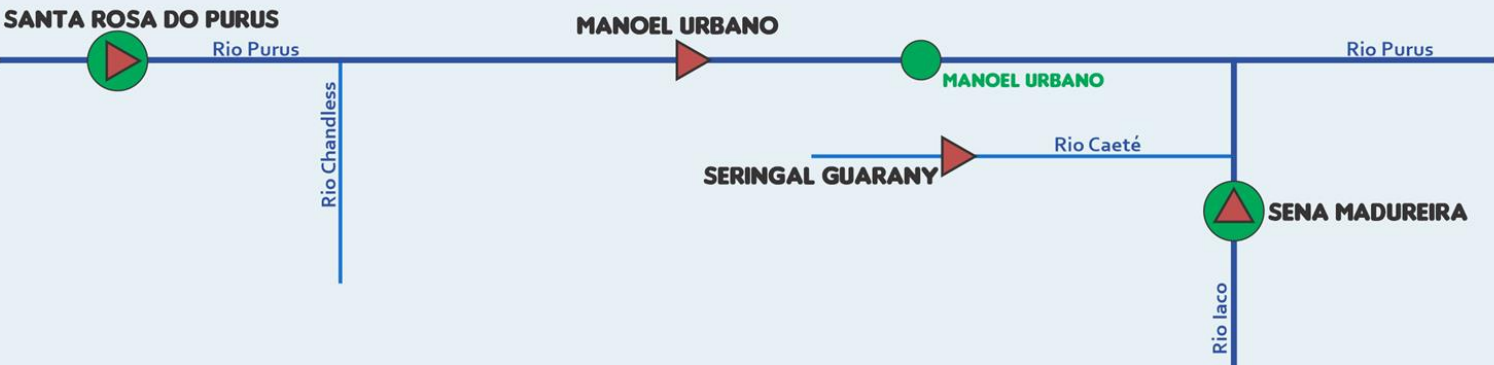 SANTA ROSA DO PURUS
MANOEL URBANO
Rio Purus
Rio Purus
MANOEL URBANO
Rio Chandless
Rio Caeté
SERINGAL GUARANY
SENA MADUREIRA
Rio Iaco